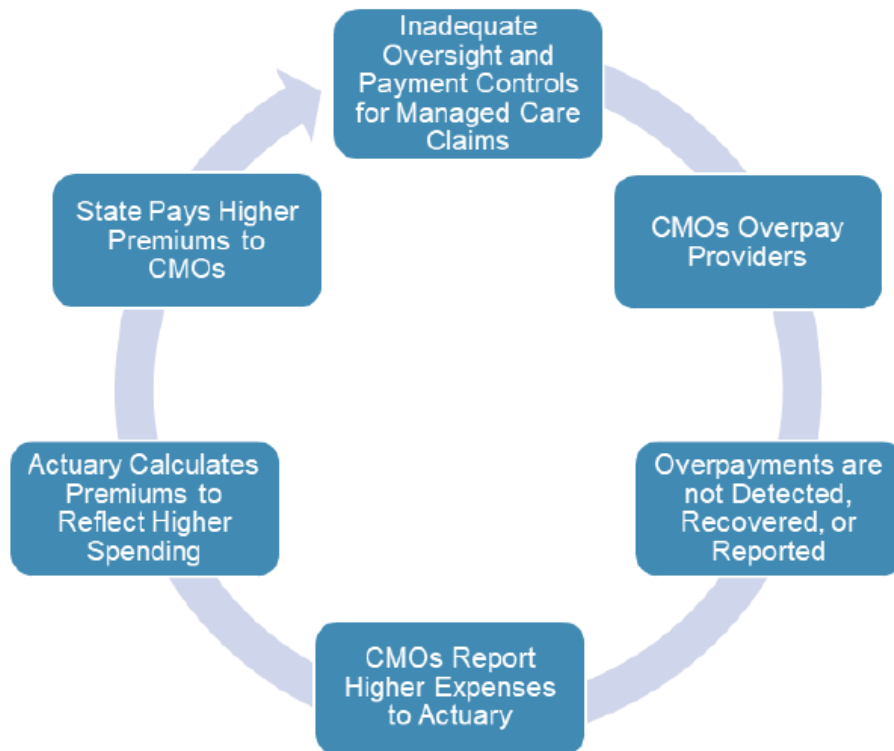 Inadequate
Oversight and
Payment Controls
for Managed Care
Claims
CMOs Overpay
Providers
Overpayments are
not Detected,
Recovered, or
Reported
CMOs Report
Higher Expenses
to Actuary
Actuary Calculates
Premiums to
Reflect Higher
Spending
State Pays Higher
Premiums to
CMOs